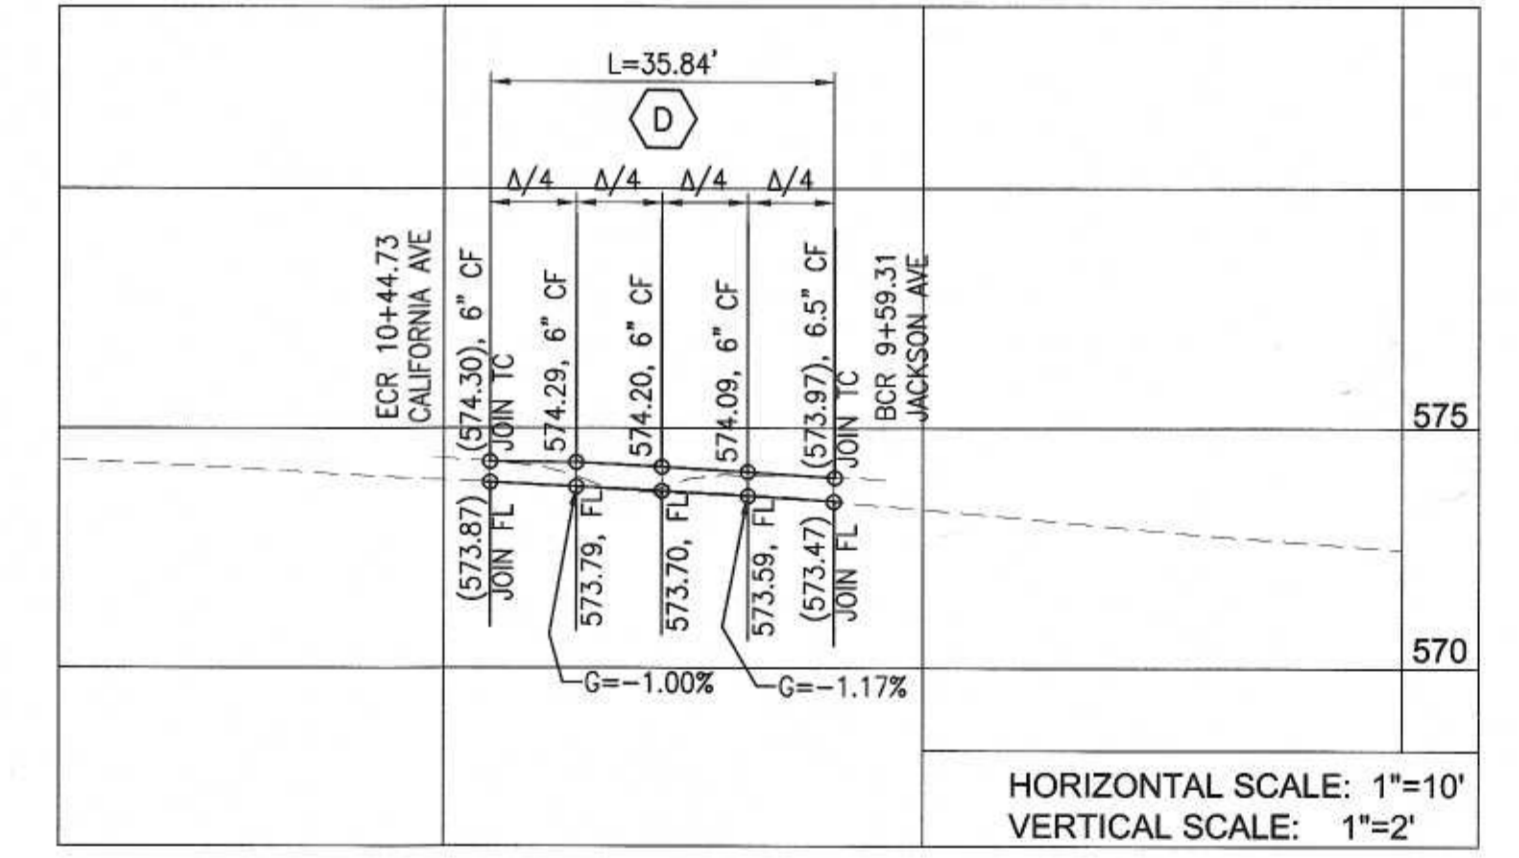 L=35.84'
D
Δ/4 Δ/4 Δ/4 Δ/4
ECR 10+44.73
CALIFORNIA AVE
(574.30), 6" CF
JOIN TC
574.29, 6" CF
574.20, 6" CF
574.09, 6" CF
(573.97), 6.5" CF
JOIN TC
BCR 9+59.31
JACKSON AVE
575
(573.87)
JOIN FL
573.79, FL
573.70, FL
573.59, FL
(573.47)
JOIN FL
570
G=-1.00%
G=-1.17%
HORIZONTAL SCALE: 1"=10'
VERTICAL SCALE: 1"=2'